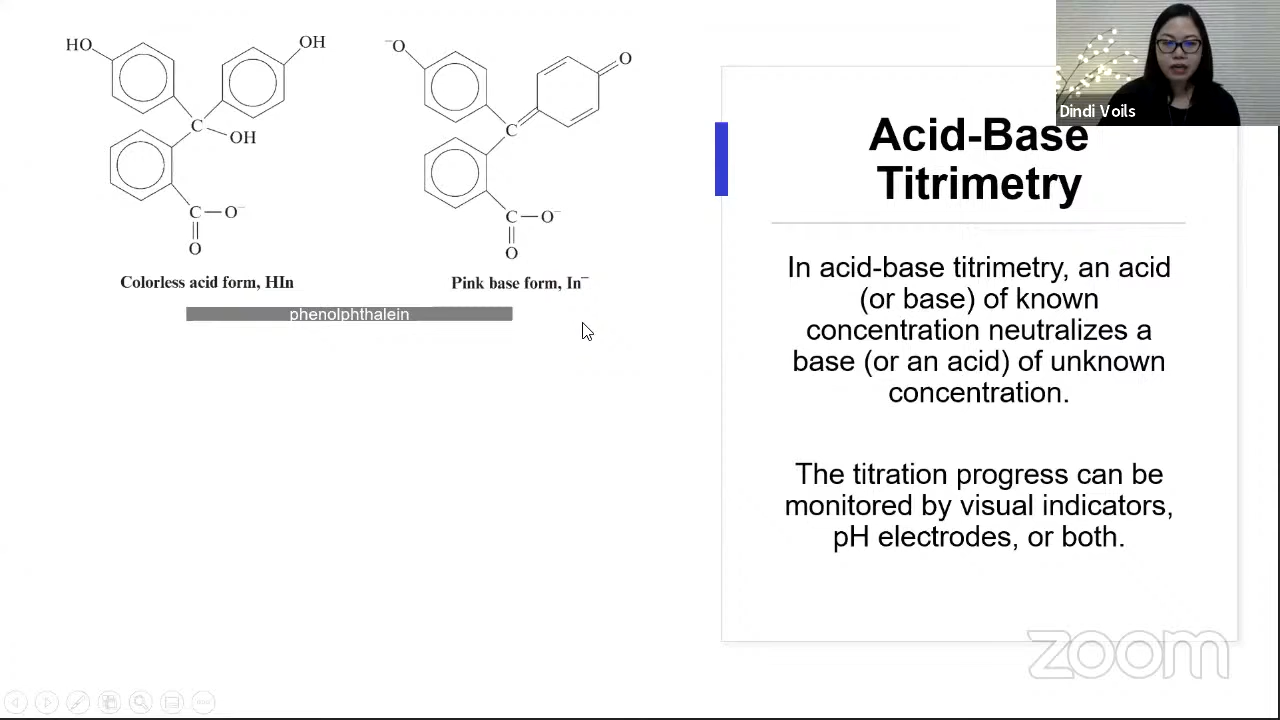 HO
OH
C
OH
C—O⁻
O
Colorless acid form, HIn
⁻O
O
C
C—O⁻
O
Pink base form, In⁻
phenolphthalein
Dindi Voils
Acid-Base
Titrimetry
In acid-base titrimetry, an acid
(or base) of known
concentration neutralizes a
base (or an acid) of unknown
concentration.
The titration progress can be
monitored by visual indicators,
pH electrodes, or both.
zoom